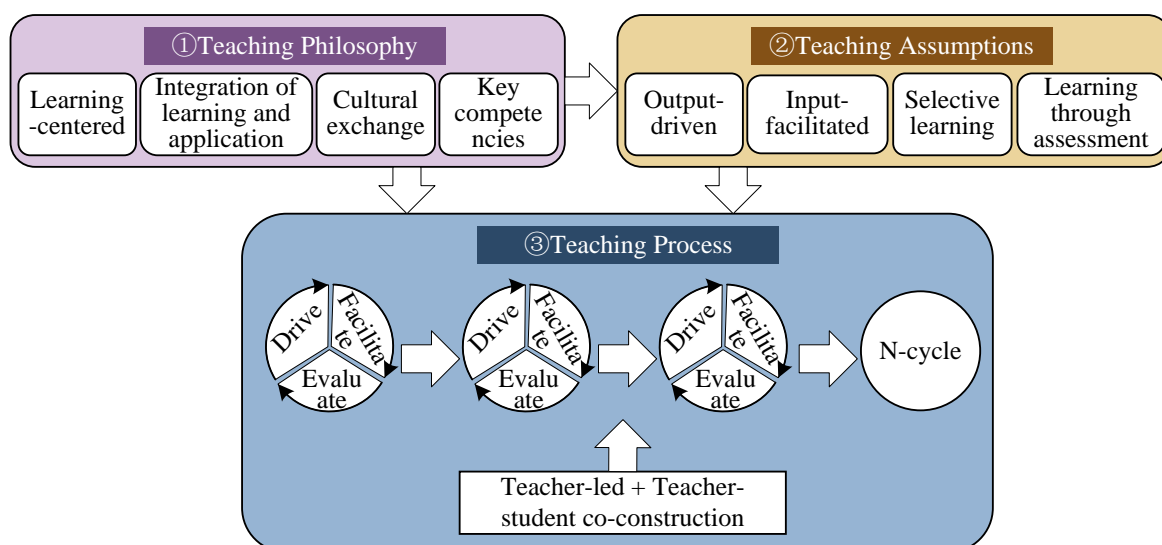 ①Teaching Philosophy
Learning
-centered
Integration of
learning and
application
Cultural
exchange
Key
compete
ncies
②Teaching Assumptions
Output-
driven
Input-
facilitated
Selective
learning
Learning
through
assessment
③Teaching Process
Drive
Facilita
te
Evalu
ate
Drive
Facilita
te
Evalu
ate
Drive
Facilita
te
Evalu
ate
N-cycle
Teacher-led + Teacher-
student co-construction